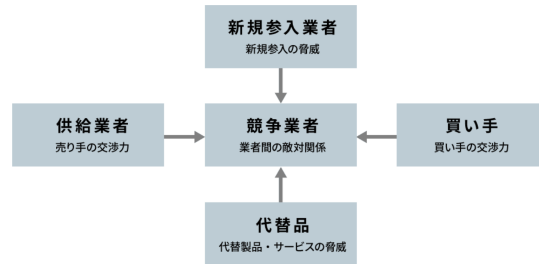 新規参入業者
新規参入の脅威
供給業者
売り手の交渉力
競争業者
業者間の敵対関係
買い手
買い手の交渉力
代替品
代替製品・サービスの脅威